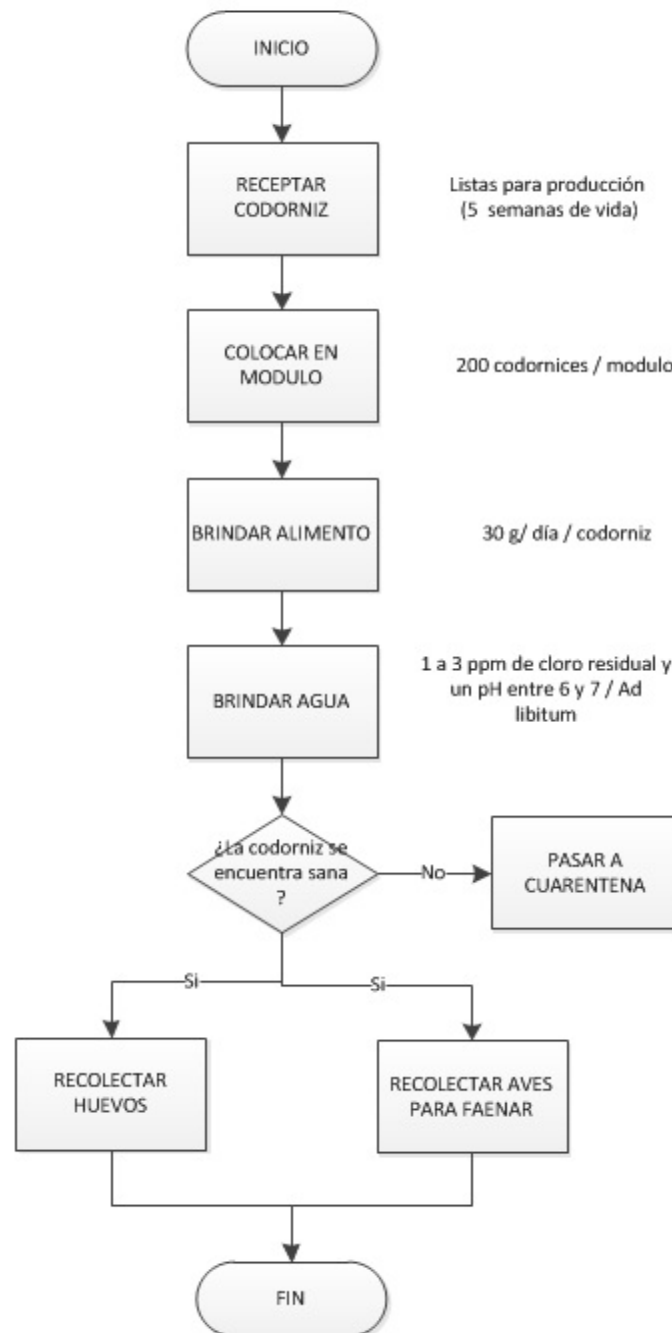 INICIO
RECEPTAR
CODORNIZ
Listas para producción
(5 semanas de vida)
COLOCAR EN
MODULO
200 codornices / modulo
BRINDAR ALIMENTO
30 g/ día / codorniz
BRINDAR AGUA
1 a 3 ppm de cloro residual y
un pH entre 6 y 7 / Ad
libitum
¿La codorniz se
encuentra sana
?
No
PASAR A
CUARENTENA
Si
Si
RECOLECTAR
HUEVOS
RECOLECTAR AVES
PARA FAENAR
FIN